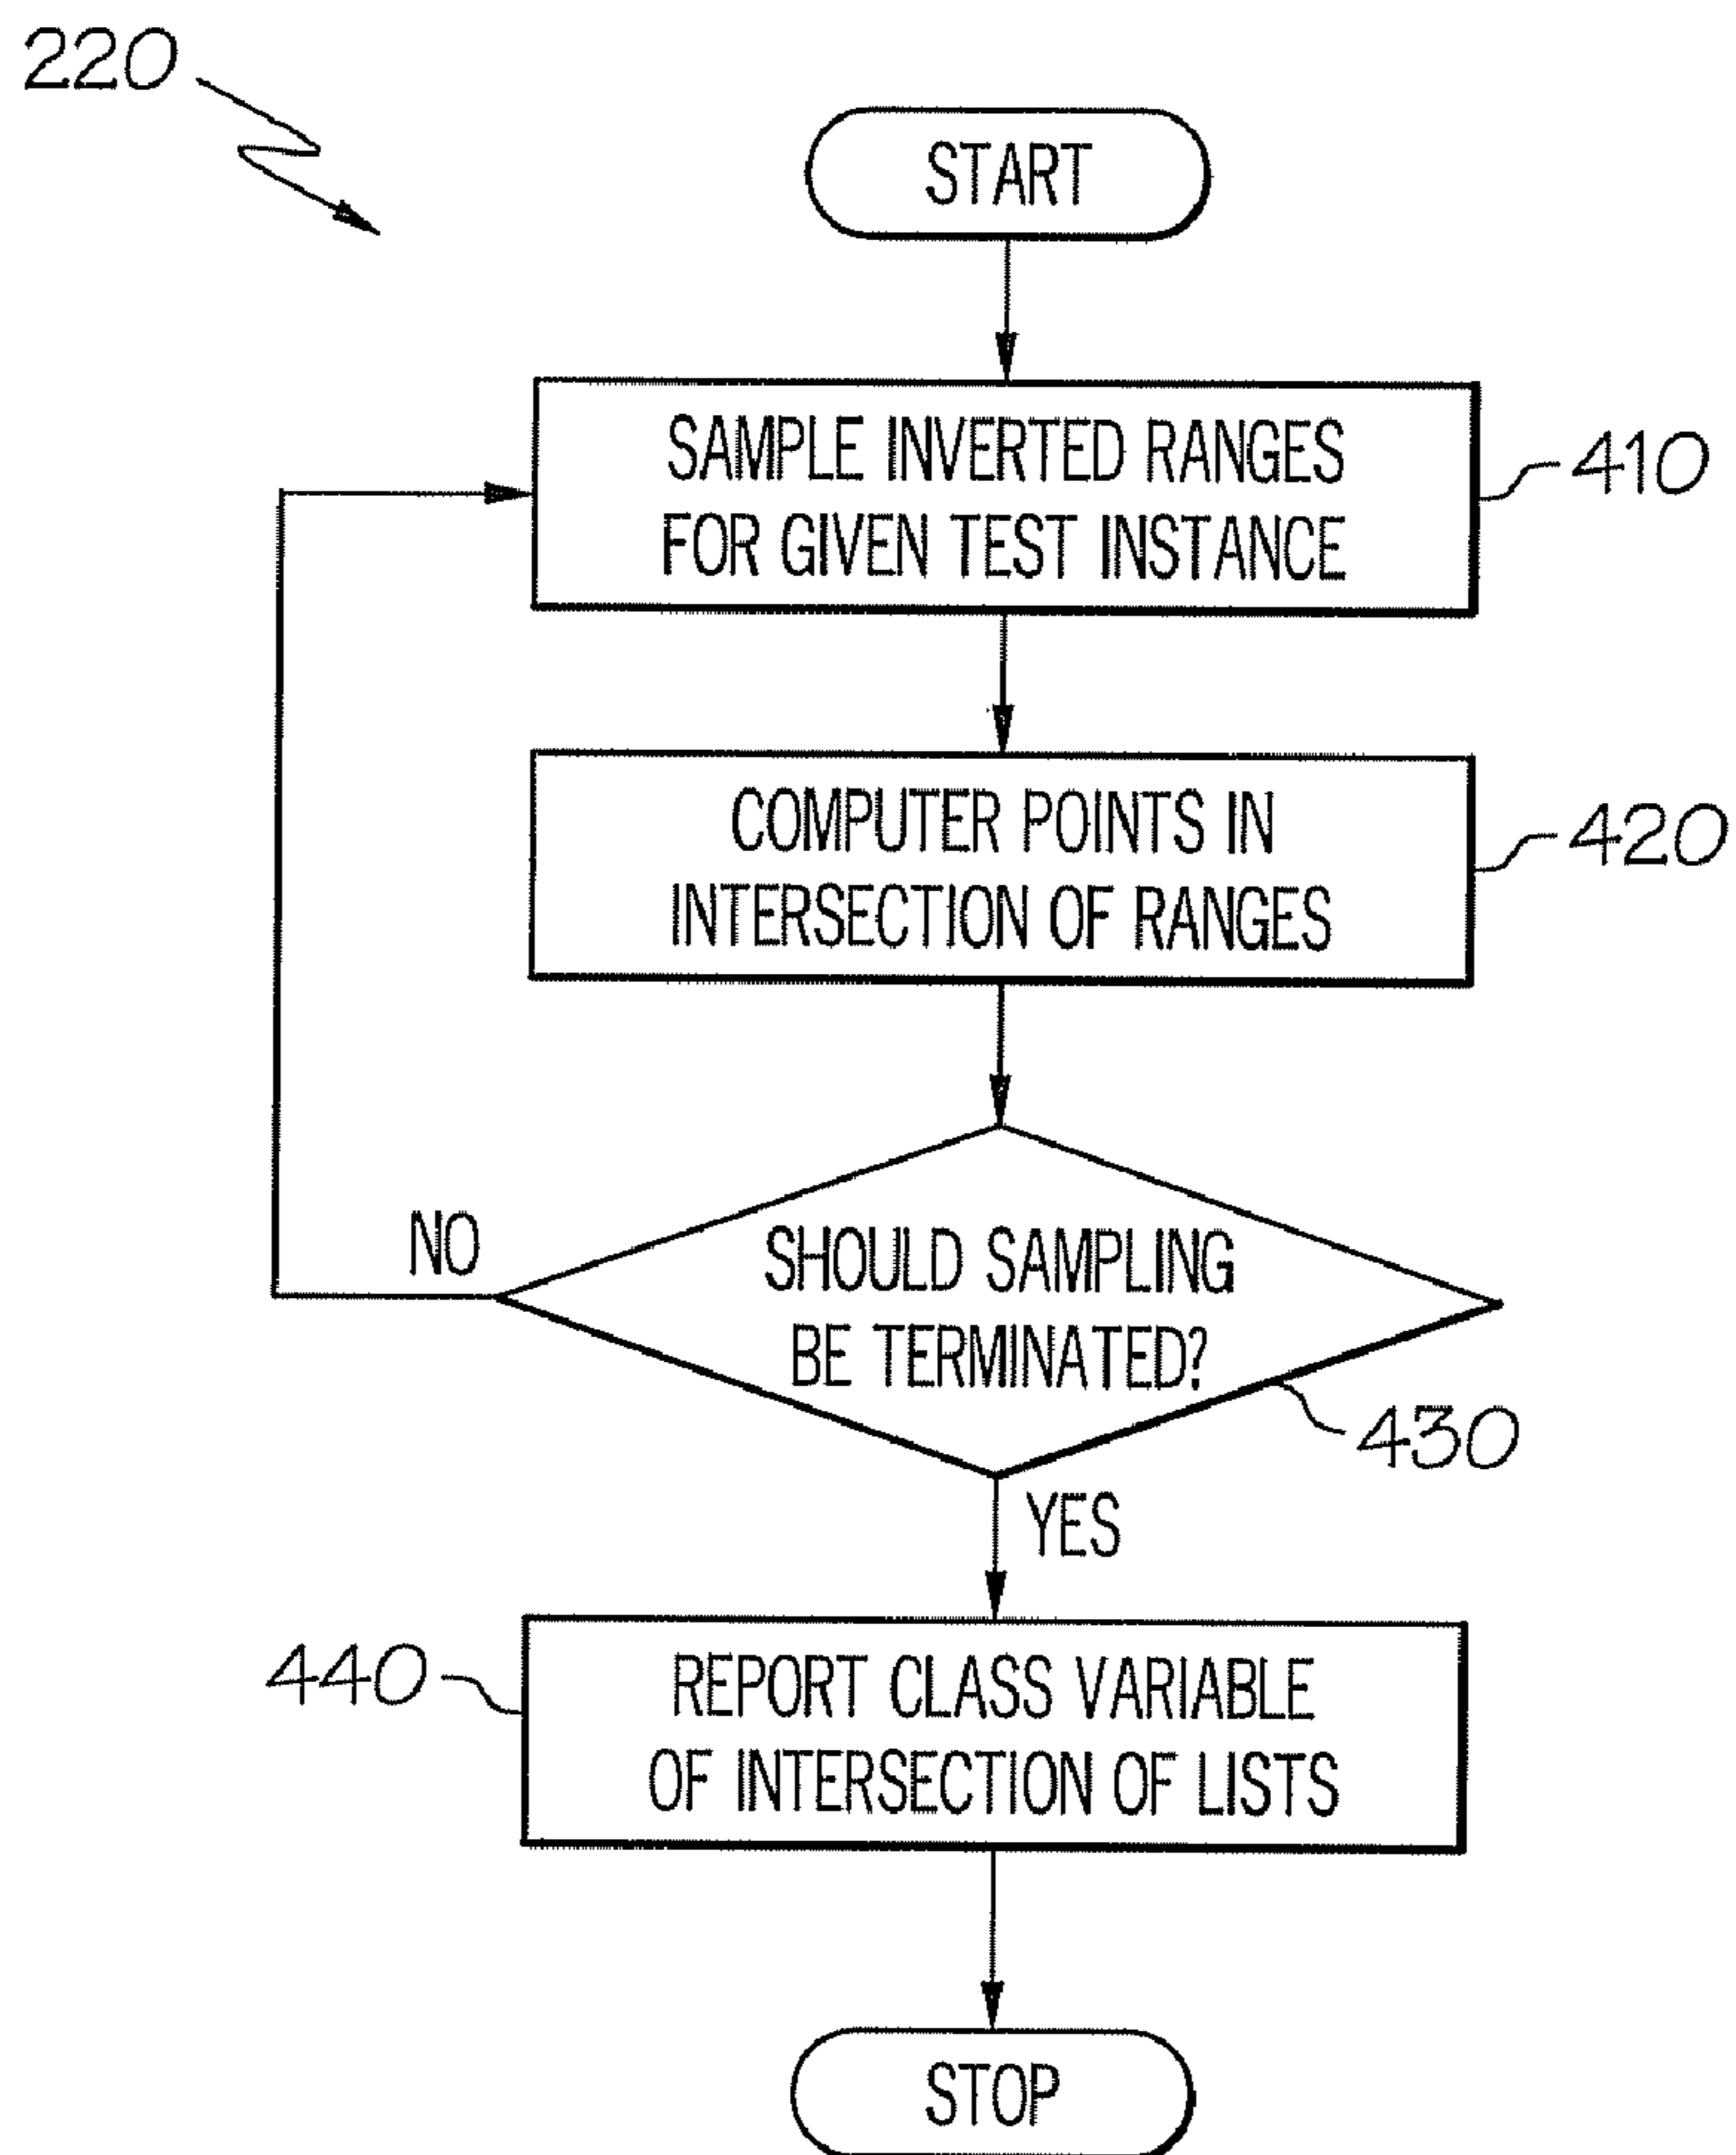 220
START
SAMPLE INVERTED RANGES
FOR GIVEN TEST INSTANCE
410
COMPUTER POINTS IN
INTERSECTION OF RANGES
420
NO
SHOULD SAMPLING
BE TERMINATED?
430
YES
440
REPORT CLASS VARIABLE
OF INTERSECTION OF LISTS
STOP